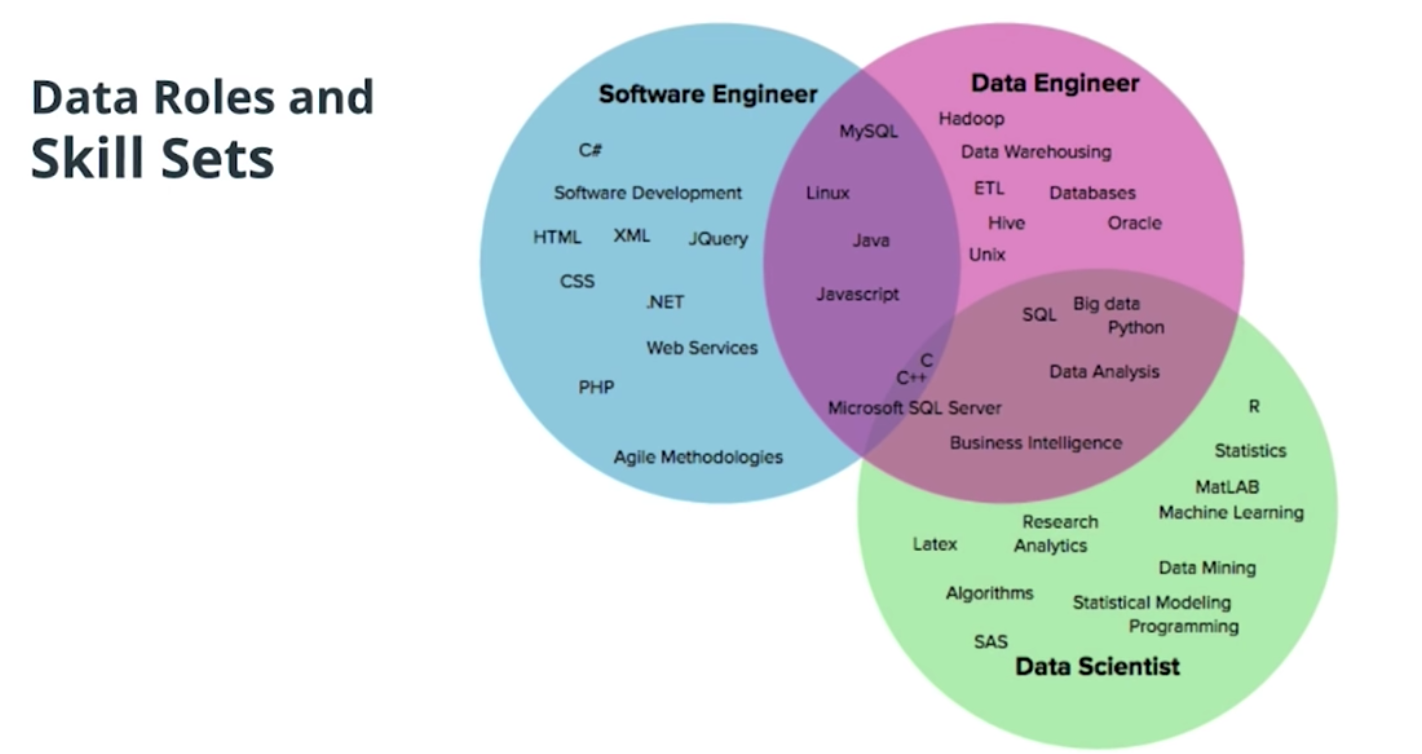 Data Roles and
Skill Sets
Software Engineer
C#
Software Development
HTML XML JQuery
CSS
.NET
Web Services
PHP
Agile Methodologies
MySQL
Linux
Java
Javascript
C
C++
Microsoft SQL Server
Data Engineer
Hadoop
Data Warehousing
ETL Databases
Hive Oracle
Unix
SQL Big data
Python
Data Analysis
Business Intelligence
R
Statistics
MatLAB
Machine Learning
Research
Latex Analytics
Data Mining
Algorithms Statistical Modeling
Programming
SAS
Data Scientist